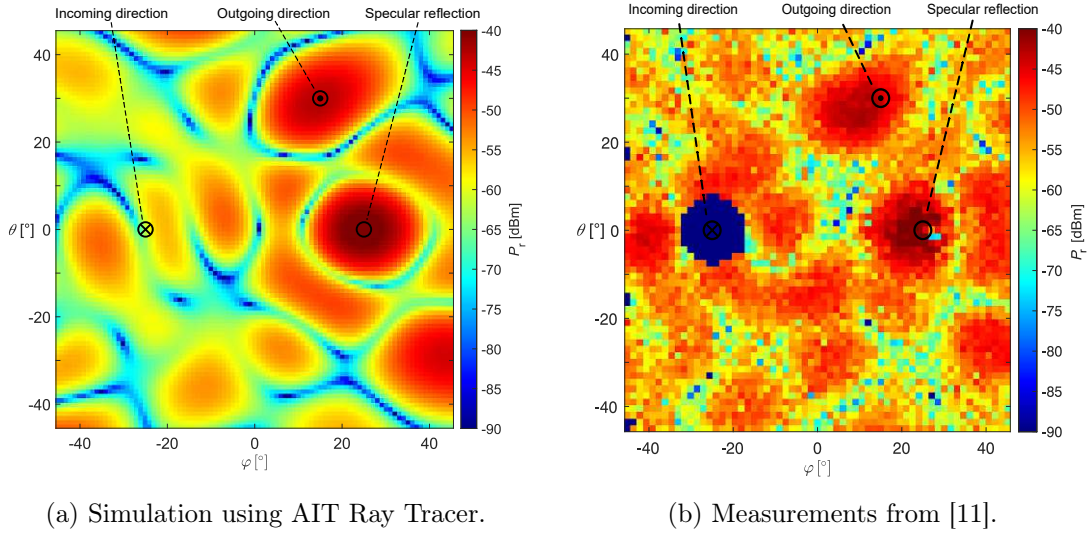 Incoming direction Outgoing direction Specular reflection
40
20
θ [°] 0
-20
-40
-40 -20 0 20 40
φ [°]
-40
-45
-50
-55
-60
-65
-70
-75
-80
-85
-90
Pr [dBm]
(a) Simulation using AIT Ray Tracer.
Incoming direction Outgoing direction Specular reflection
40
20
θ [°] 0
-20
-40
-40 -20 0 20 40
φ [°]
-40
-45
-50
-55
-60
-65
-70
-75
-80
-85
-90
Pr [dBm]
(b) Measurements from [11].